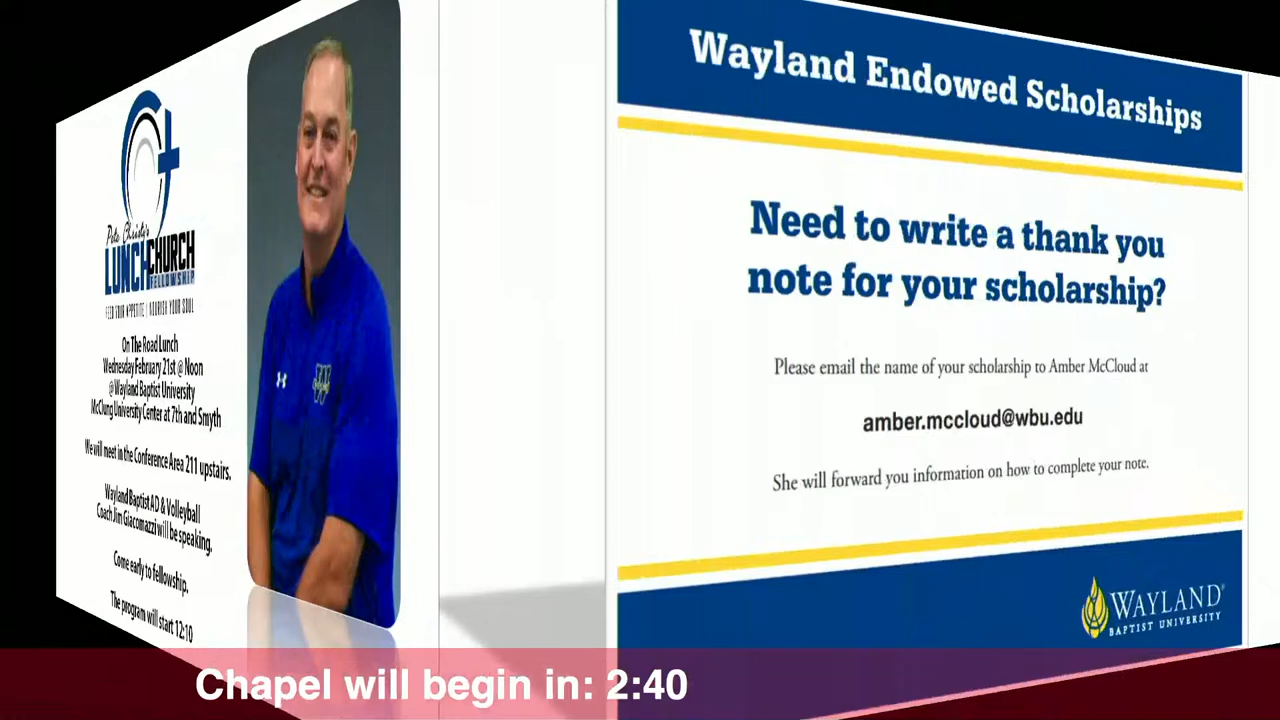 Pete Christy's
LUNCH CHURCH
FELLOWSHIP
FEED YOUR APPETITE | NOURISH YOUR SOUL
On The Road Lunch
Wednesday February 21st @ Noon
@Wayland Baptist University
McClung University Center at 7th and Smyth
We will meet in the Conference Area 211 upstairs.
Wayland Baptist AD & Volleyball
Coach Jim Giacomazzi will be speaking.
Come early to fellowship.
The program will start 12:10
Wayland Endowed Scholarships
Need to write a thank you
note for your scholarship?
Please email the name of your scholarship to Amber McCloud at
amber.mccloud@wbu.edu
She will forward you information on how to complete your note.
WAYLAND
BAPTIST UNIVERSITY
Chapel will begin in: 2:40